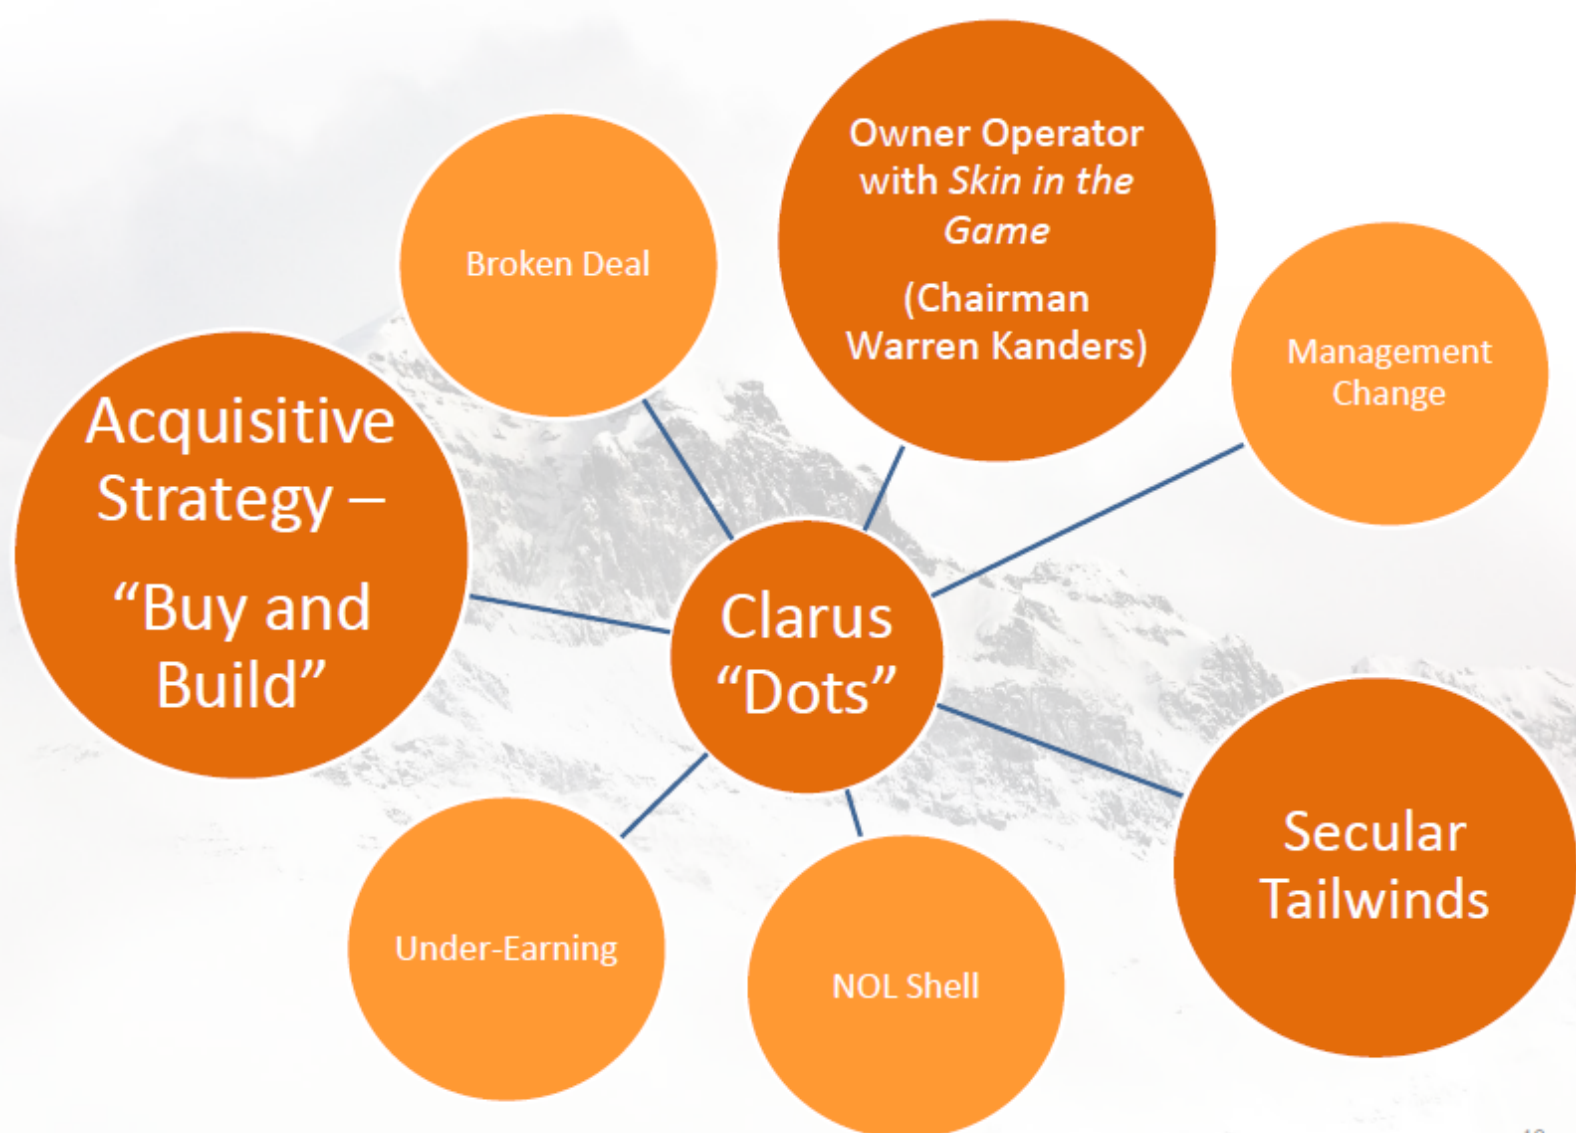 Owner Operator
with Skin in the
Game
(Chairman
Warren Kanders)
Broken Deal
Management
Change
Acquisitive
Strategy –
“Buy and
Build”
Clarus
“Dots”
Secular
Tailwinds
Under-Earning
NOL Shell